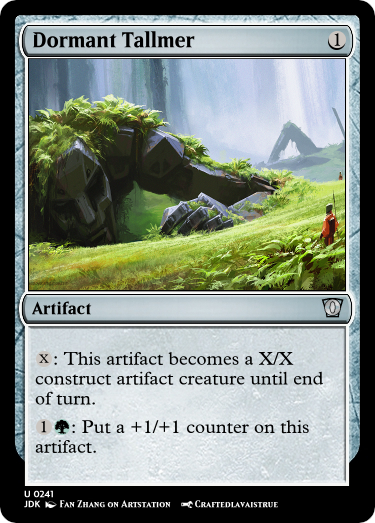 Dormant Tallmer 1
Artifact
X: This artifact becomes a X/X
construct artifact creature until end
of turn.
1 : Put a +1/+1 counter on this
artifact.
U 0241
JDK Fan Zhang on Artstation Craftedlavaistrue